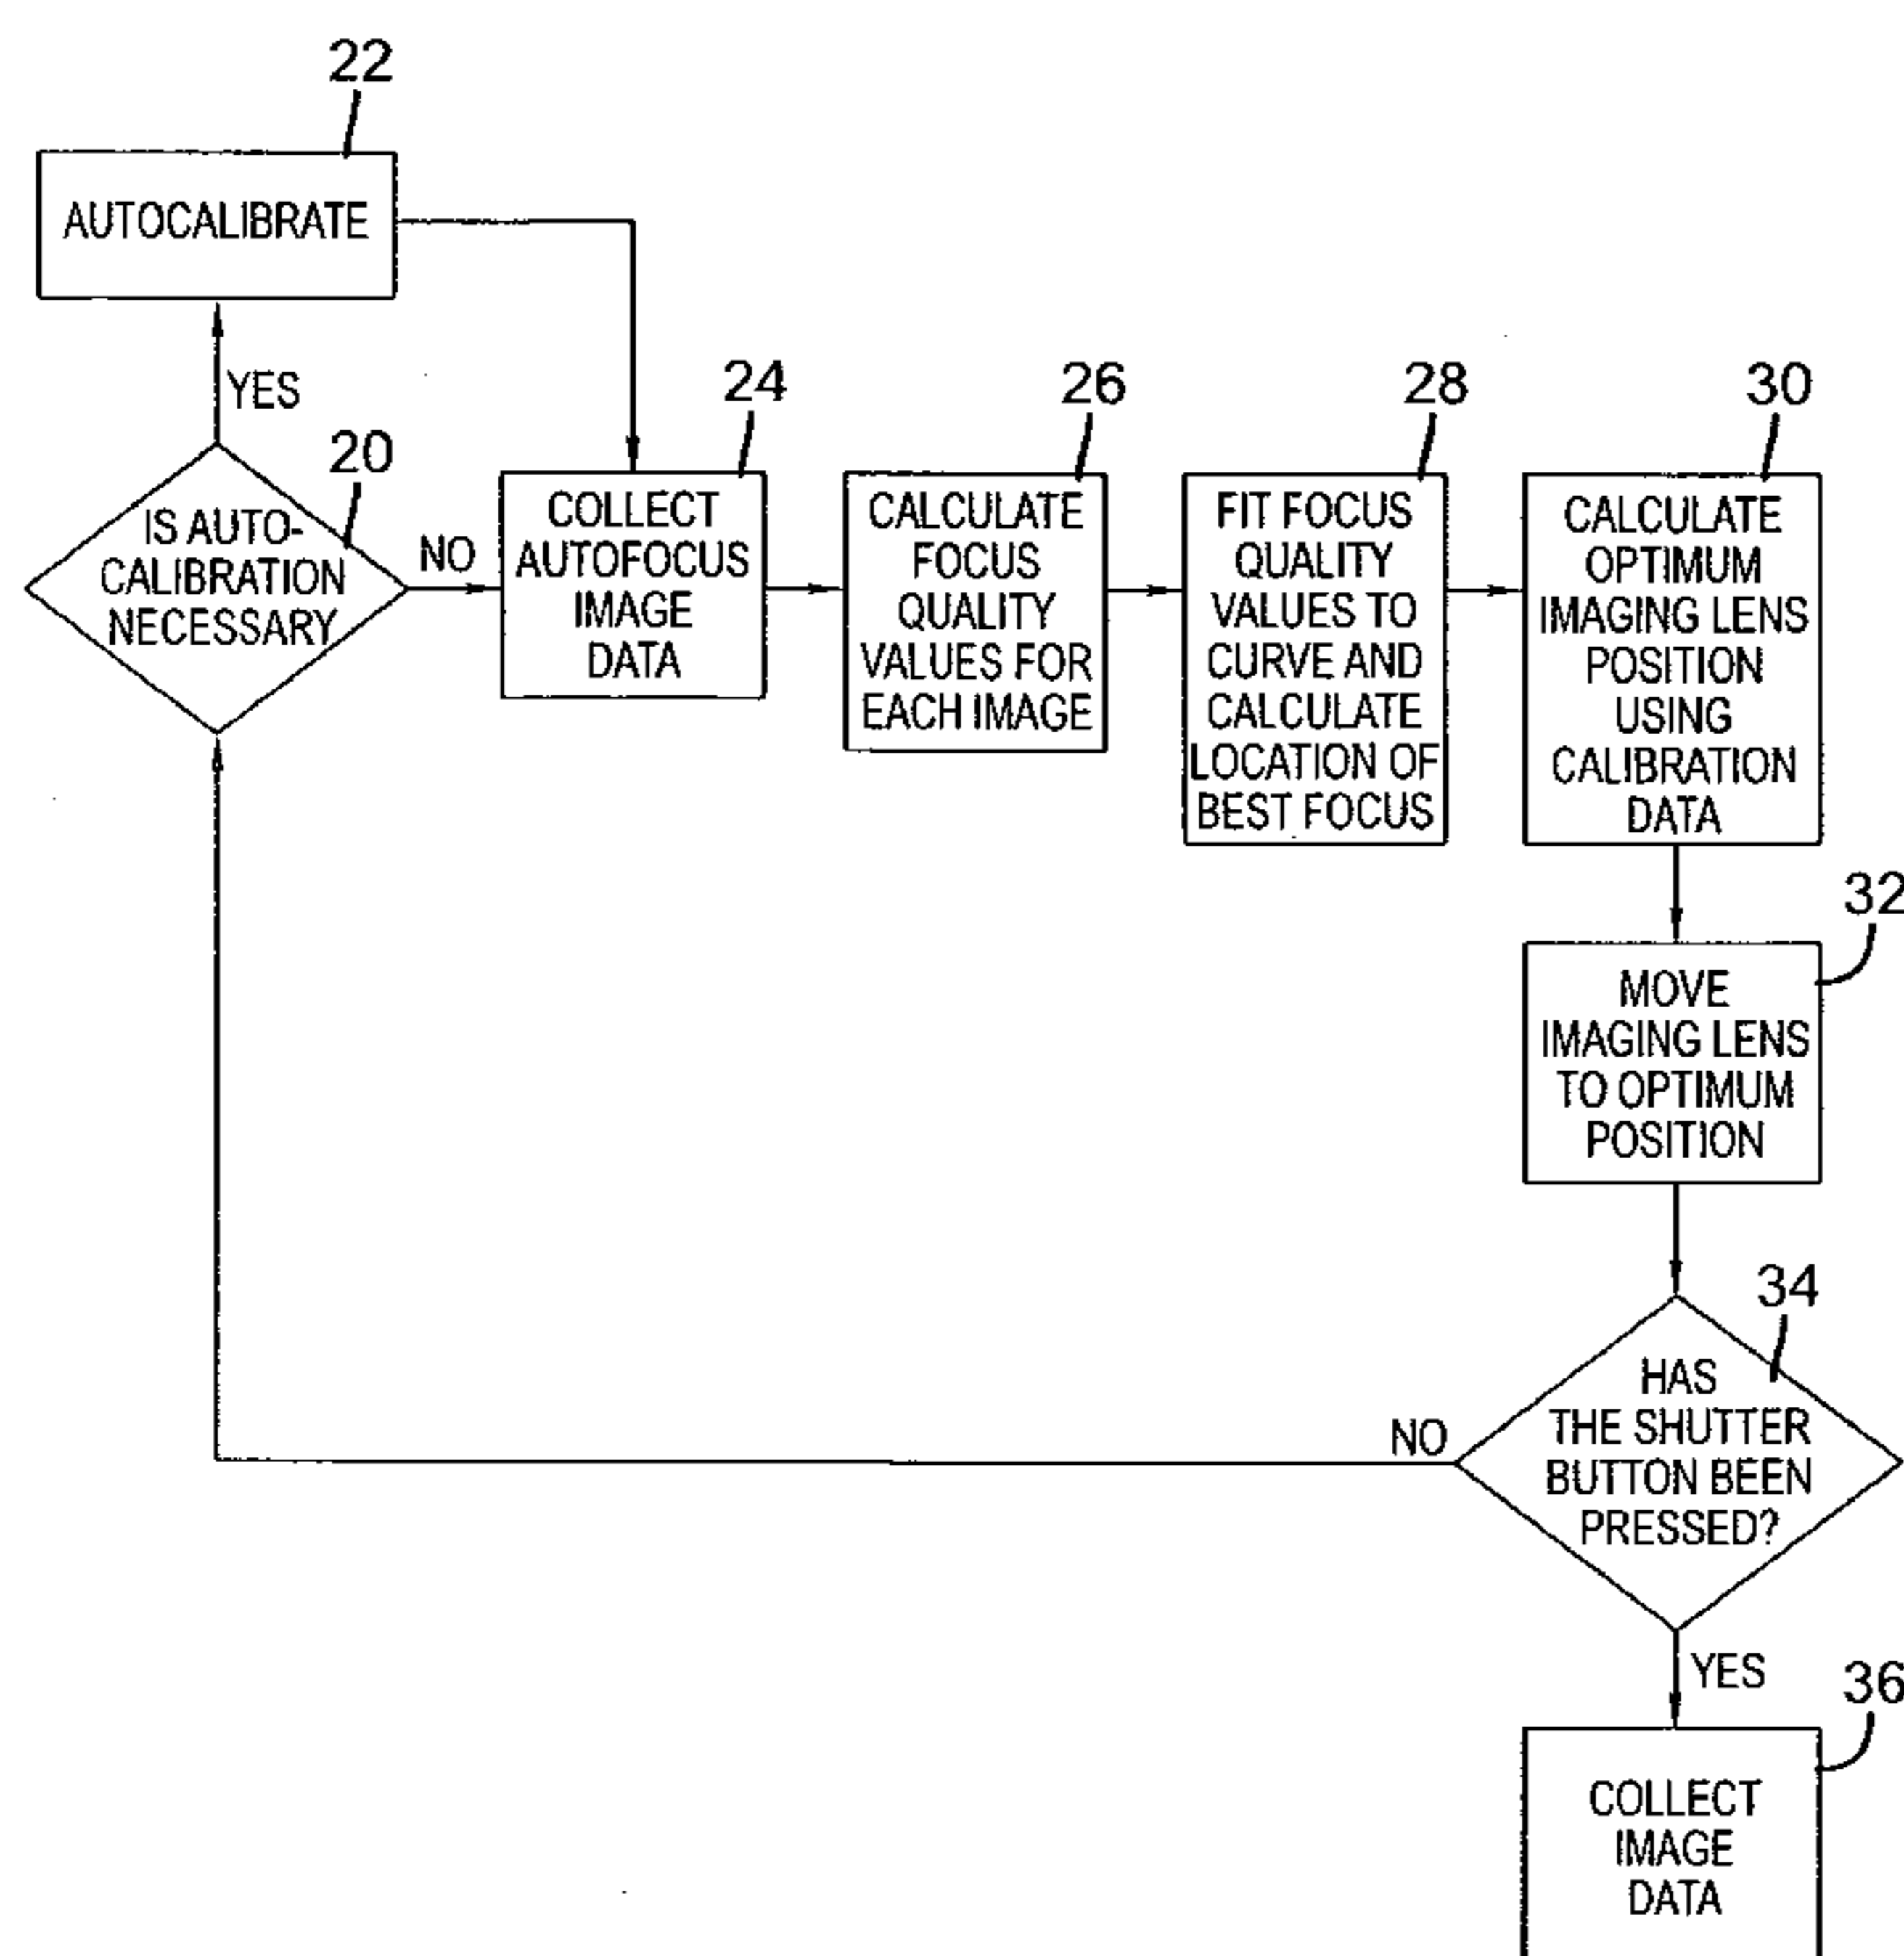 22
AUTOCALIBRATE
YES
20
IS AUTO-
CALIBRATION
NECESSARY
NO
24
COLLECT
AUTOFOCUS
IMAGE
DATA
26
CALCULATE
FOCUS
QUALITY
VALUES FOR
EACH IMAGE
28
FIT FOCUS
QUALITY
VALUES TO
CURVE AND
CALCULATE
LOCATION OF
BEST FOCUS
30
CALCULATE
OPTIMUM
IMAGING LENS
POSITION
USING
CALIBRATION
DATA
32
MOVE
IMAGING LENS
TO OPTIMUM
POSITION
34
HAS
THE SHUTTER
BUTTON BEEN
PRESSED?
NO
YES
36
COLLECT
IMAGE
DATA